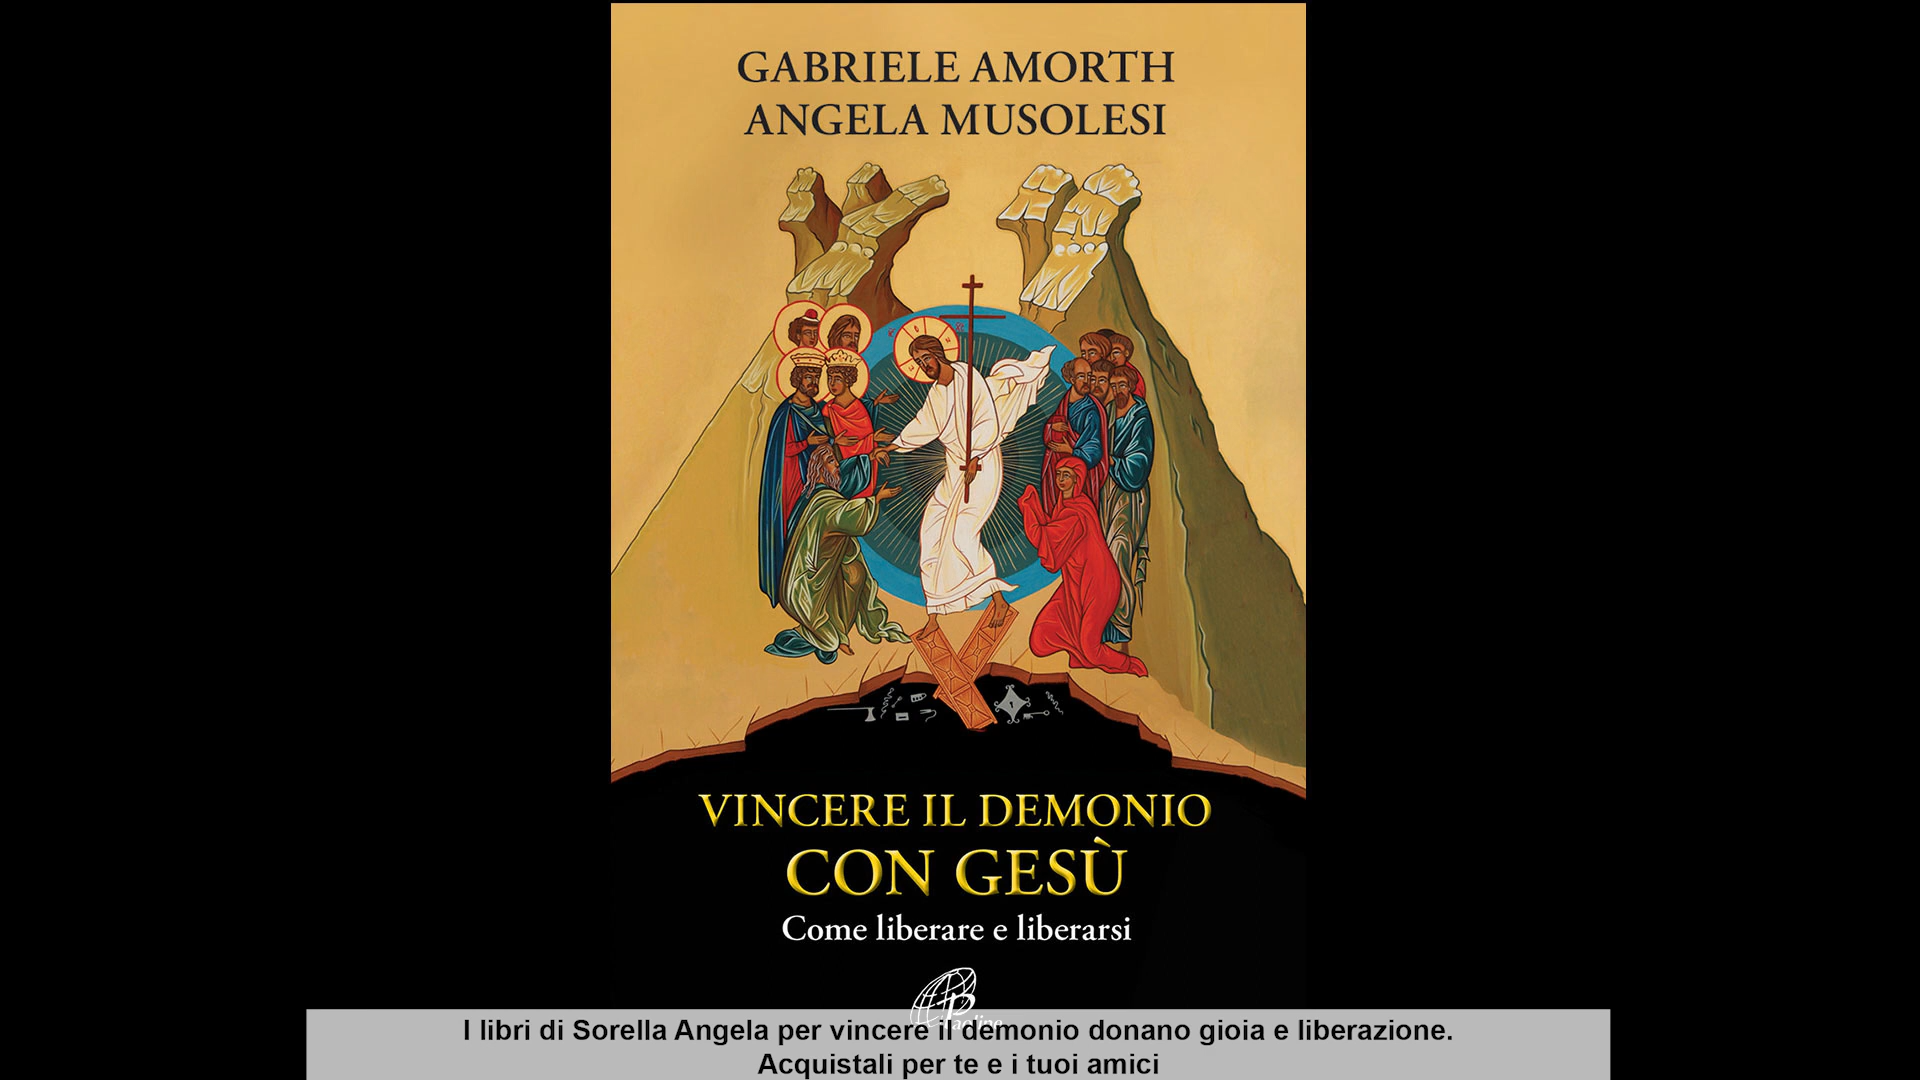 GABRIELE AMORTH
ANGELA MUSOLESI
VINCERE IL DEMONIO
CON GESÙ
Come liberare e liberarsi
I libri di Sorella Angela per vincere il demonio donano gioia e liberazione.
Acquistali per te e i tuoi amici